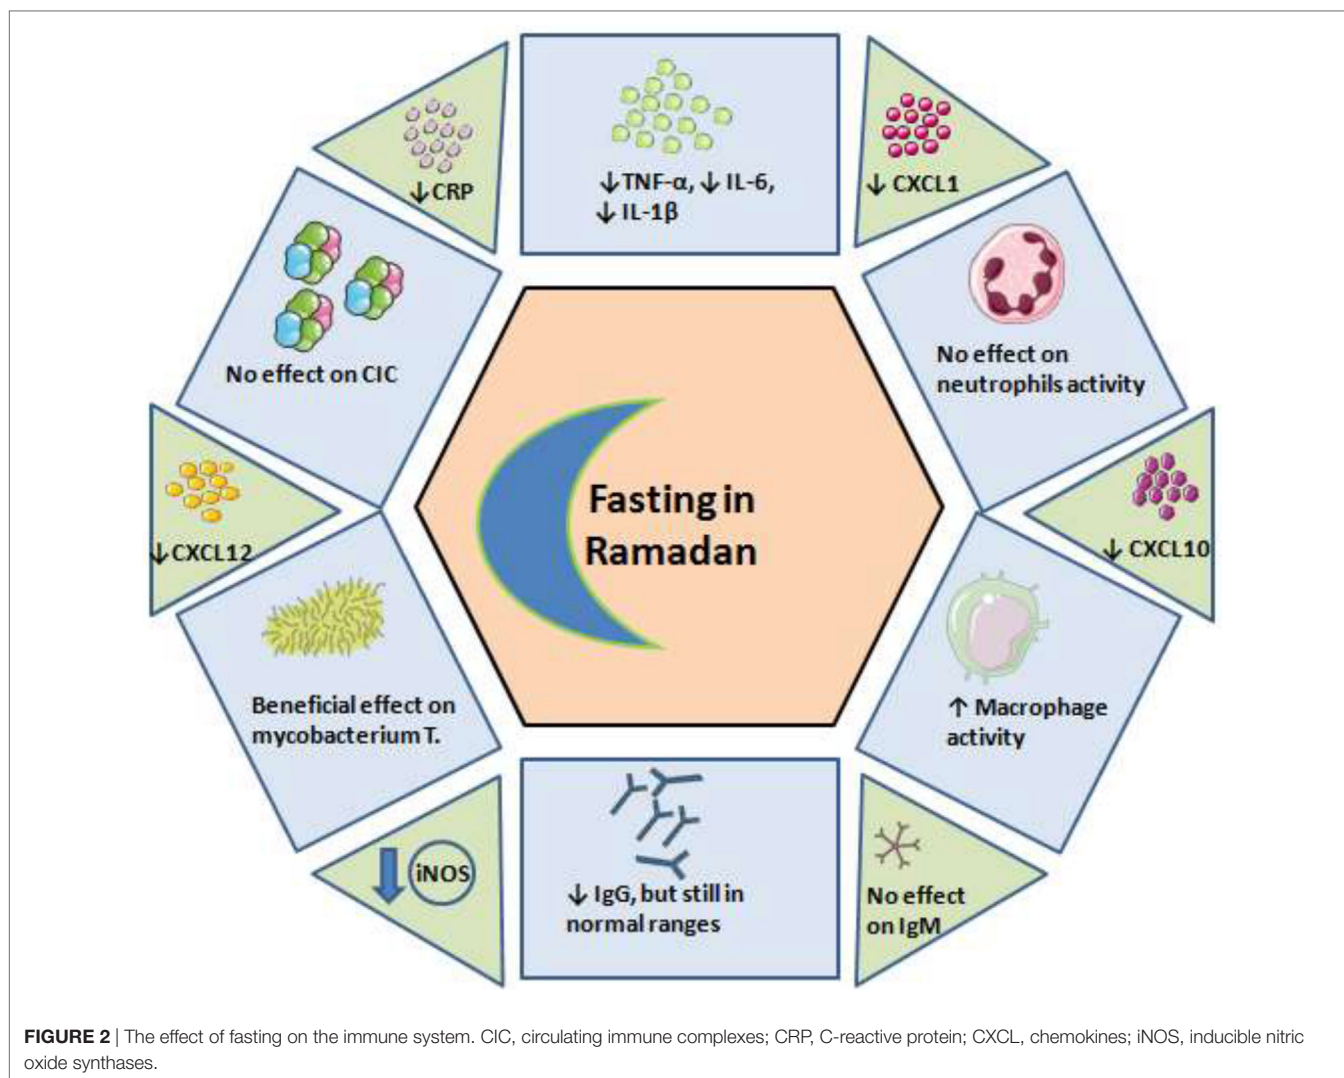 ↓CRP
↓TNF-α, ↓ IL-6,
↓ IL-1β
↓ CXCL1
No effect on CIC
No effect on
neutrophils activity
↓CXCL12
Fasting in
Ramadan
↓ CXCL10
Beneficial effect on
mycobacterium T.
↑ Macrophage
activity
iNOS
↓ IgG, but still in
normal ranges
No effect
on IgM
FIGURE 2 | The effect of fasting on the immune system. CIC, circulating immune complexes; CRP, C-reactive protein; CXCL, chemokines; iNOS, inducible nitric
oxide synthases.